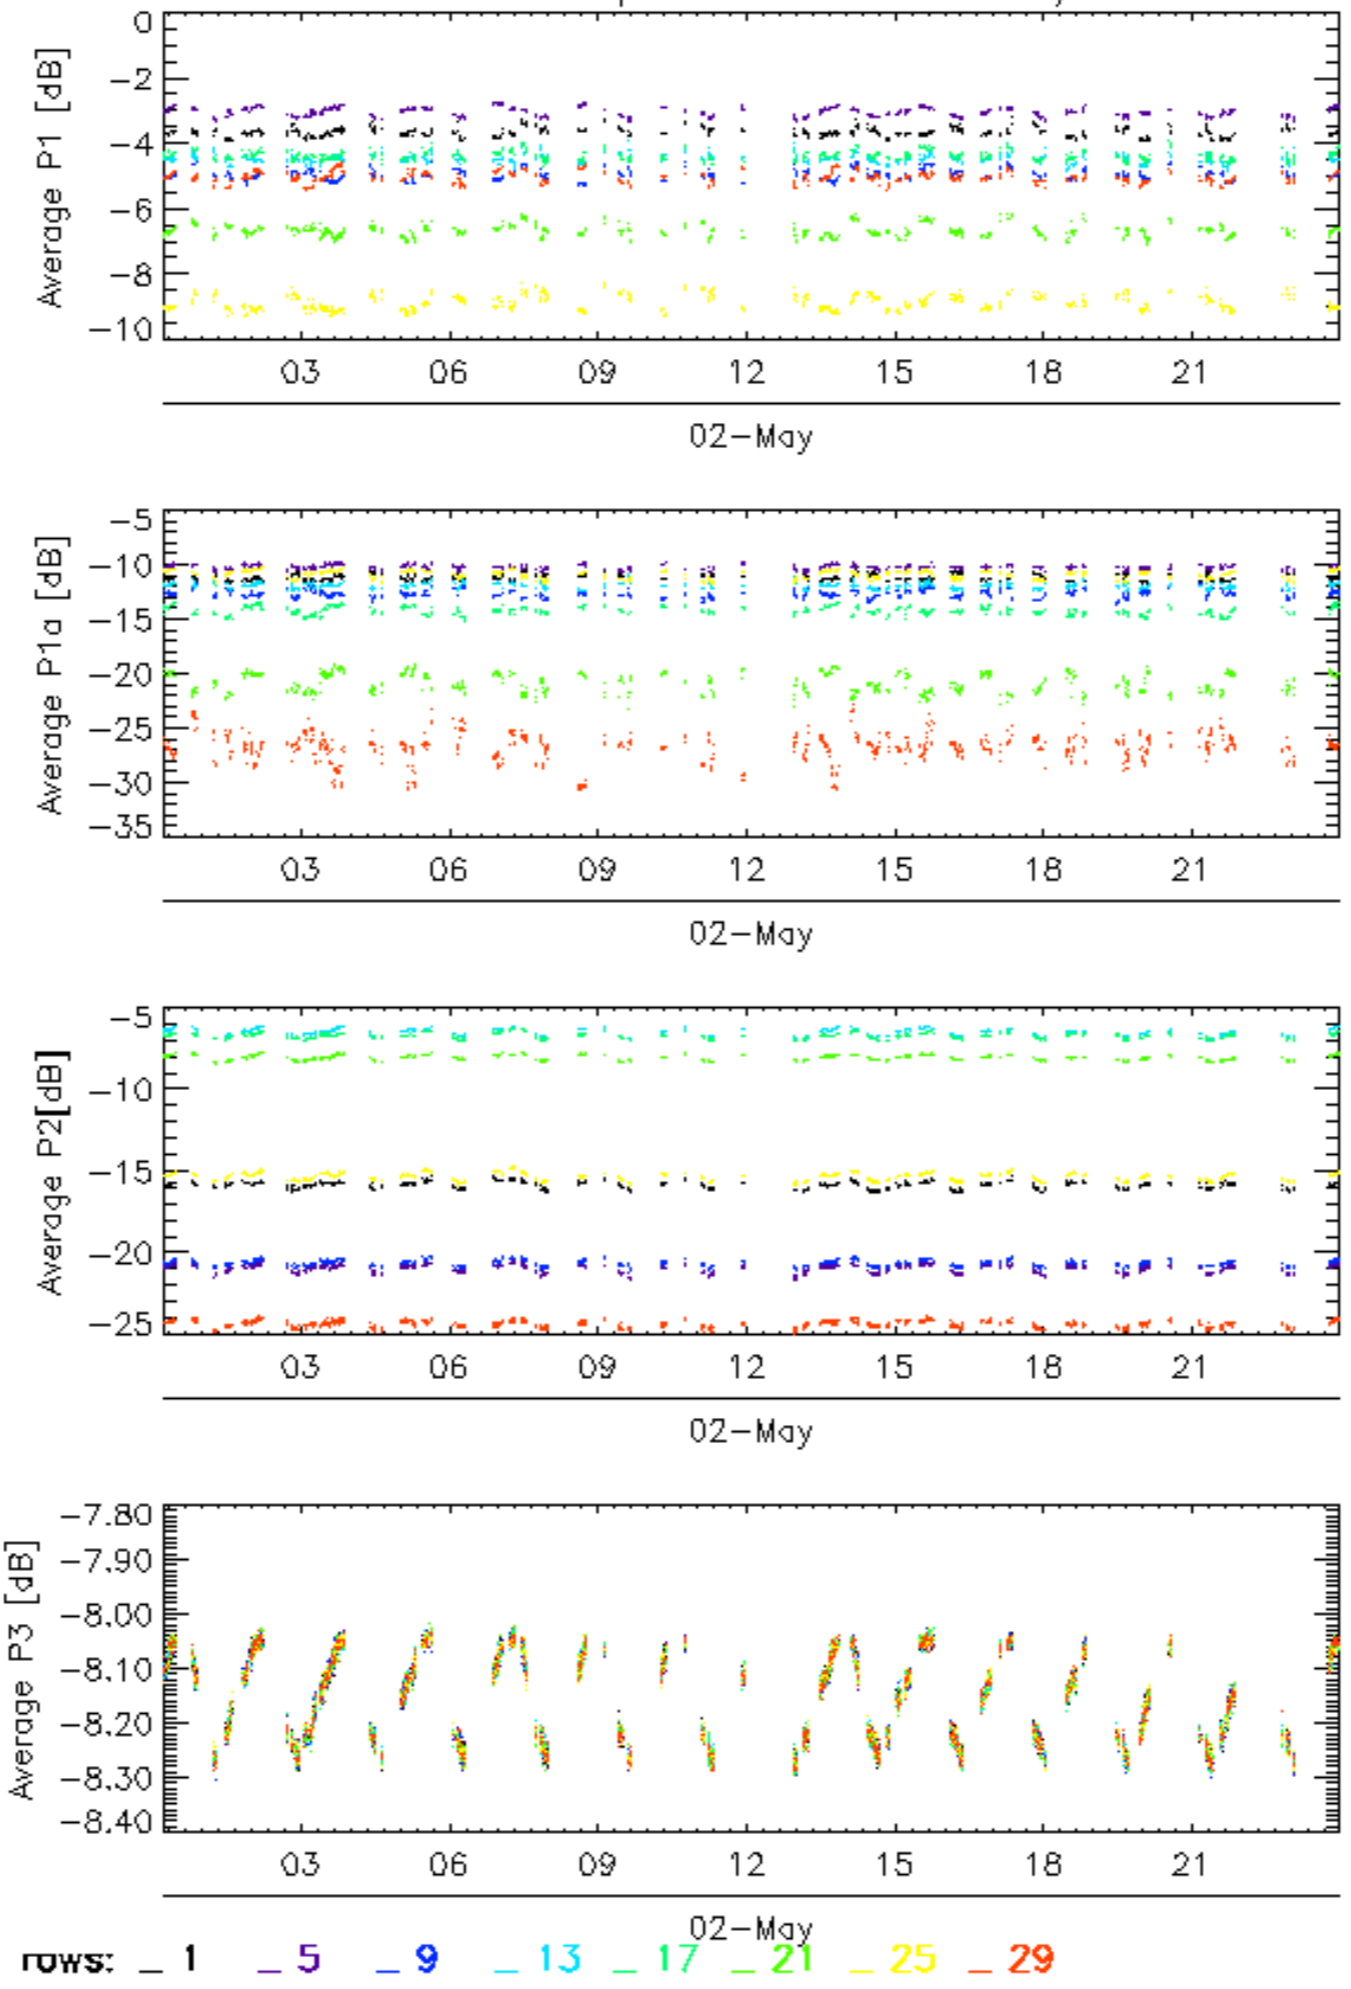 0
−2
−4
−6
−8
−10
Average P1 [dB]
03 06 09 12 15 18 21
02−May
−5
−10
−15
−20
−25
−30
−35
Average P1a [dB]
03 06 09 12 15 18 21
02−May
−5
−10
−15
−20
−25
Average P2[dB]
03 06 09 12 15 18 21
02−May
−7.80
−7.90
−8.00
−8.10
−8.20
−8.30
−8.40
Average P3 [dB]
03 06 09 12 15 18 21
02−May
rows: _ 1 _ 5 _ 9 _ 13 _ 17 _ 21 _ 25 _ 29